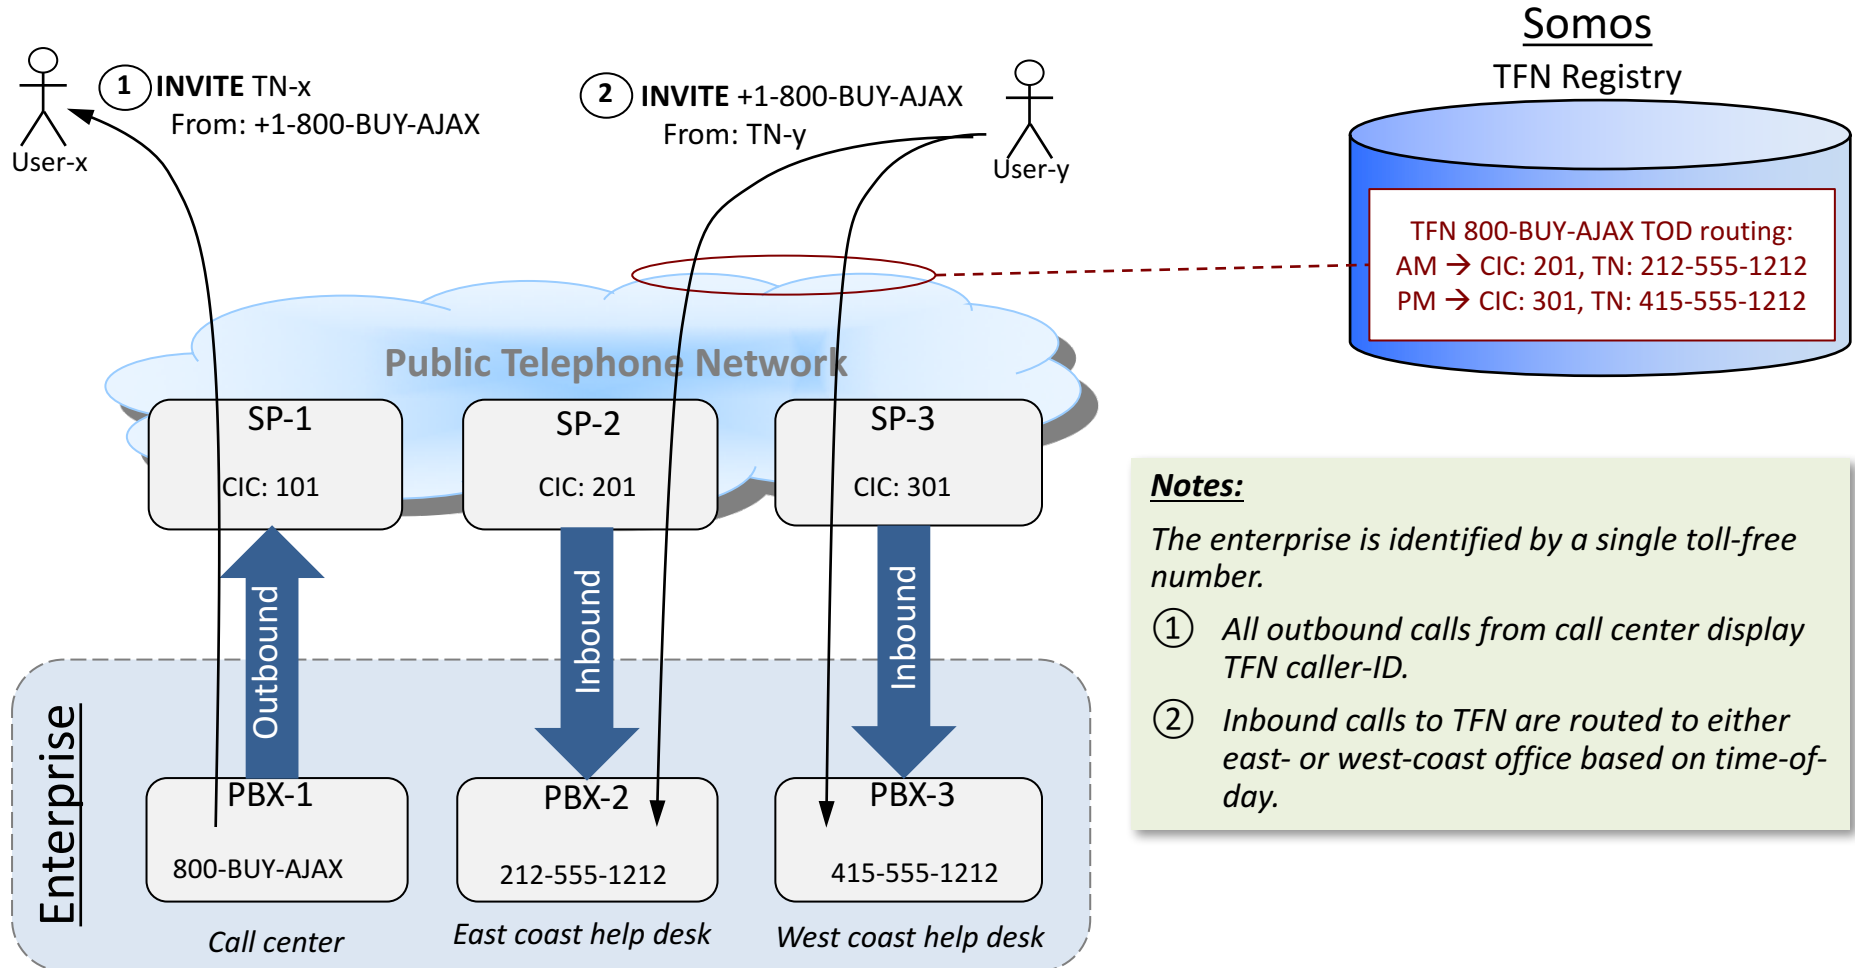 Somos
TFN Registry
1 INVITE TN-x
From: +1-800-BUY-AJAX
User-x
2 INVITE +1-800-BUY-AJAX
From: TN-y
User-y
TFN 800-BUY-AJAX TOD routing:
AM → CIC: 201, TN: 212-555-1212
PM → CIC: 301, TN: 415-555-1212
Public Telephone Network
SP-1
CIC: 101
SP-2
CIC: 201
SP-3
CIC: 301
Outbound
Inbound
Inbound
Enterprise
PBX-1
800-BUY-AJAX
Call center
PBX-2
212-555-1212
East coast help desk
PBX-3
415-555-1212
West coast help desk
Notes:
The enterprise is identified by a single toll-free
number.
① All outbound calls from call center display
TFN caller-ID.
② Inbound calls to TFN are routed to either
east- or west-coast office based on time-of-
day.